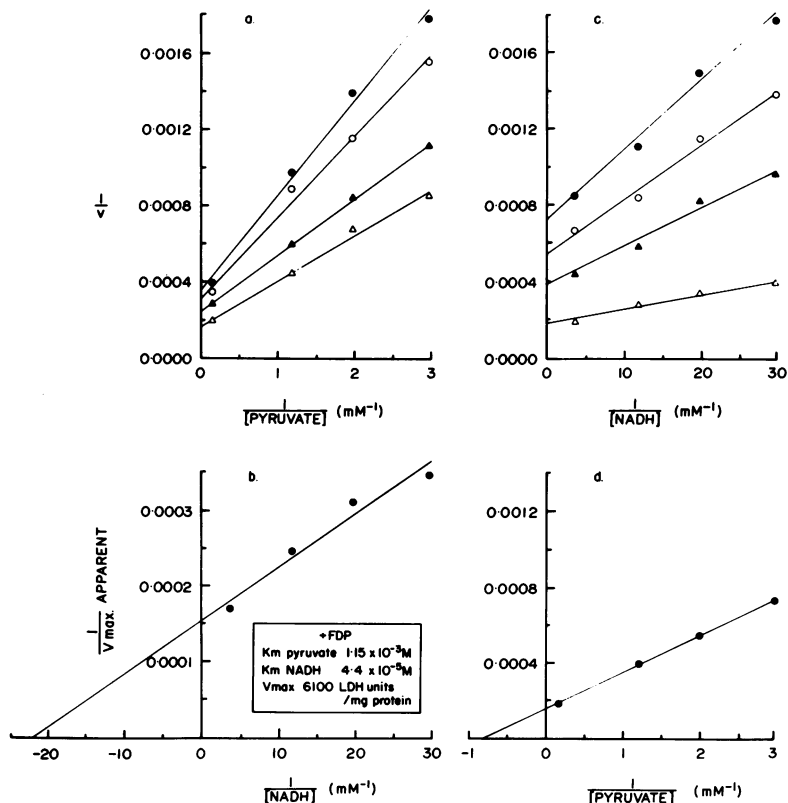 a.
0·0016
0·0012
0·0008
0·0004
0·0000
1
v
0 1 2 3
1
[PYRUVATE] (mM⁻¹)
c.
0·0016
0·0012
0·0008
0·0004
0·0000
0 10 20 30
1
[NADH] (mM⁻¹)
b.
0·0003
0·0002
0·0001
1
Vmax. APPARENT
+FDP
Km pyruvate 1·15 x 10⁻³M
Km NADH 4·4 x 10⁻⁵M
Vmax 6100 LDH units
/mg protein
-20 -10 0 10 20 30
1
[NADH] (mM⁻¹)
d.
0·0012
0·0008
0·0004
-1 0 1 2 3
1
[PYRUVATE] (mM⁻¹)